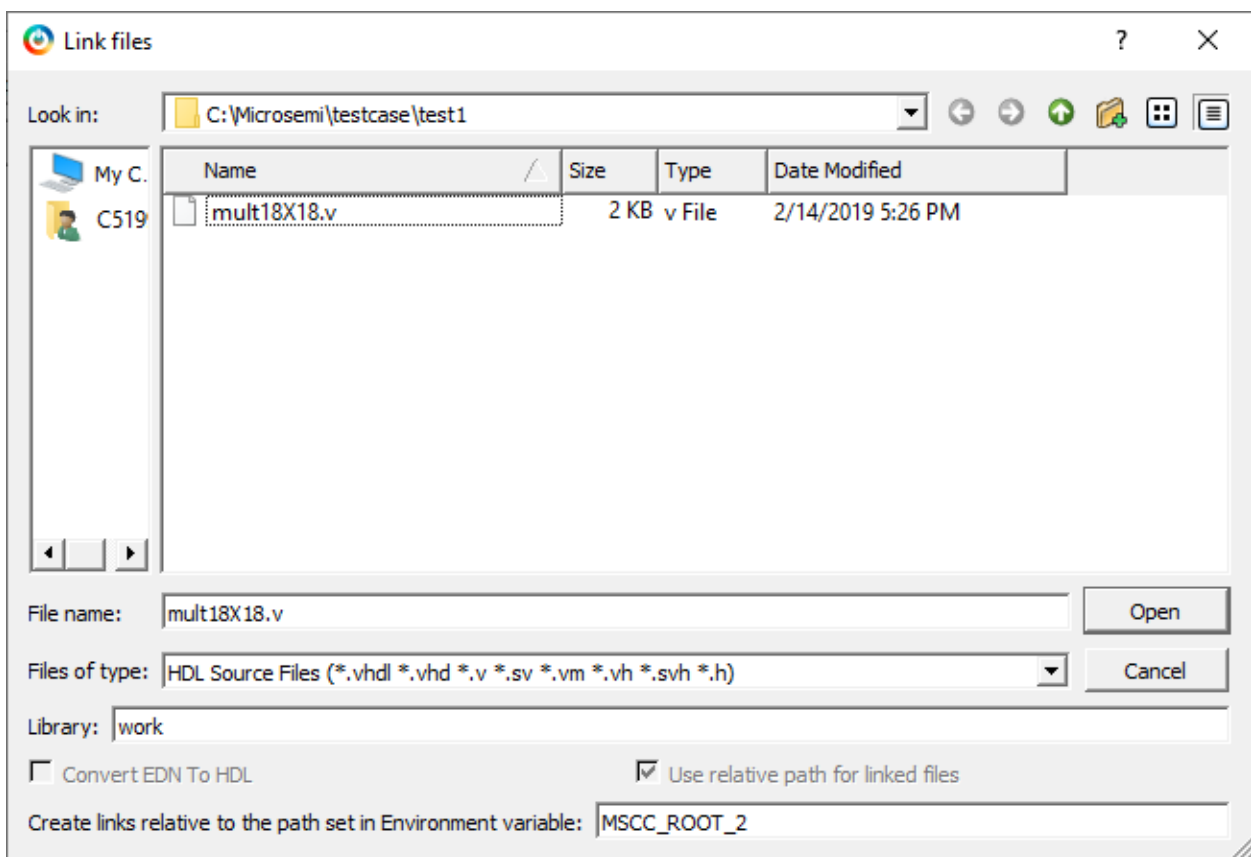 Link files ?
Look in: C:\Microsemi\testcase\test1
My C.
C519
Name Size Type Date Modified
mult18X18.v 2 KB v File 2/14/2019 5:26 PM
File name: mult18X18.v Open
Files of type: HDL Source Files (*.vhdl *.vhd *.v *.sv *.vm *.vh *.svh *.h) Cancel
Library: work
Convert EDN To HDL Use relative path for linked files
Create links relative to the path set in Environment variable: MSCC_ROOT_2